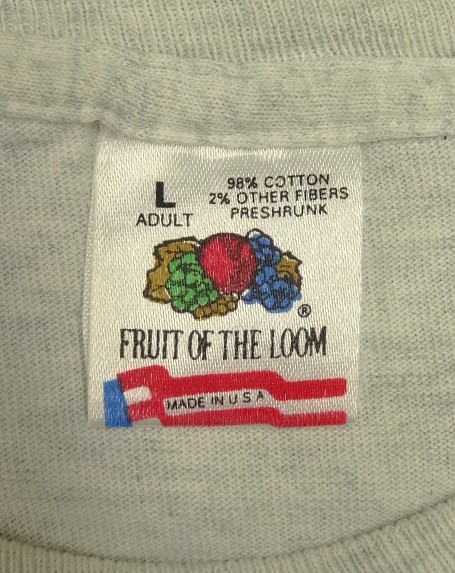 L
ADULT
98% COTTON
2% OTHER FIBERS
PRESHRUNK
®
FRUIT OF THE LOOM
MADE IN U S A